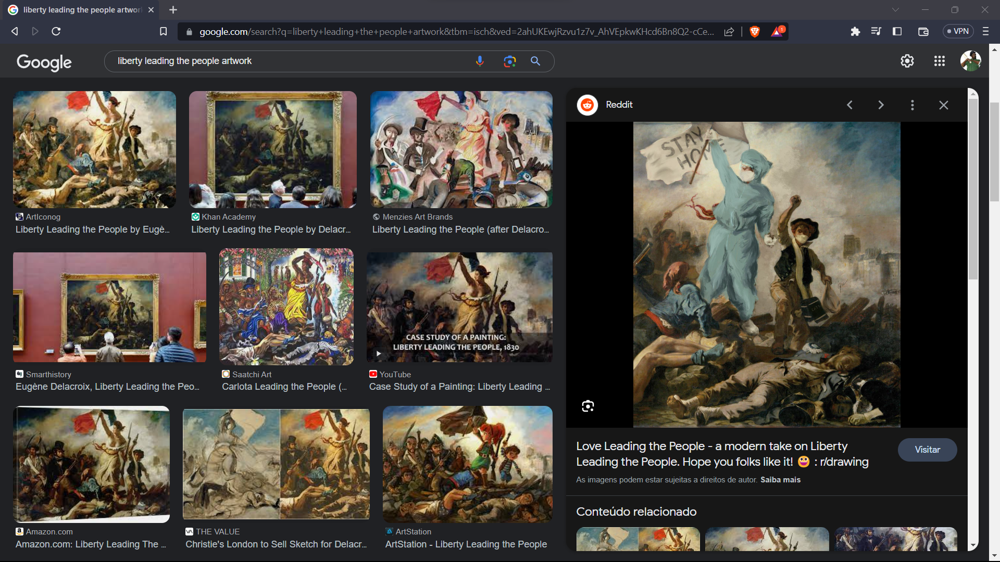 liberty leading the people artwor
google.com/search?q=liberty+leading+the+people+artwork&tbm=isch&ved=2ahUKEwjRzvu1z7v_AhVEpkwKHcd6Bn8Q2-cCe...
1
VPN
Google
liberty leading the people artwork
ArtIconog
Liberty Leading the People by Eugè...
Khan Academy
Liberty Leading the People by Delacr...
Menzies Art Brands
Liberty Leading the People (after Delacro...
Smarthistory
Eugène Delacroix, Liberty Leading the Peo...
Saatchi Art
Carlota Leading the People (...
CASE STUDY OF A PAINTING:
LIBERTY LEADING THE PEOPLE, 1830
YouTube
Case Study of a Painting: Liberty Leading ...
Amazon.com
Amazon.com: Liberty Leading The ...
THE VALUE
Christie's London to Sell Sketch for Delacr...
ArtStation
ArtStation - Liberty Leading the People
Reddit
STAY
HOME
Love Leading the People - a modern take on Liberty
Leading the People. Hope you folks like it! 😀 : r/drawing
Visitar
As imagens podem estar sujeitas a direitos de autor. Saiba mais
Conteúdo relacionado